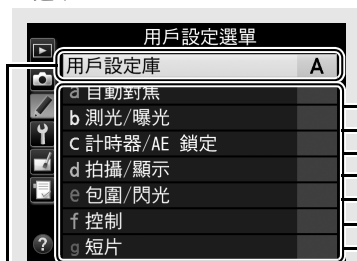 用戶設定選單
用戶設定庫 A
a 自動對焦
b 測光/曝光
c 計時器/AE 鎖定
d 拍攝/顯示
e 包圍/閃光
f 控制
g 短片
?